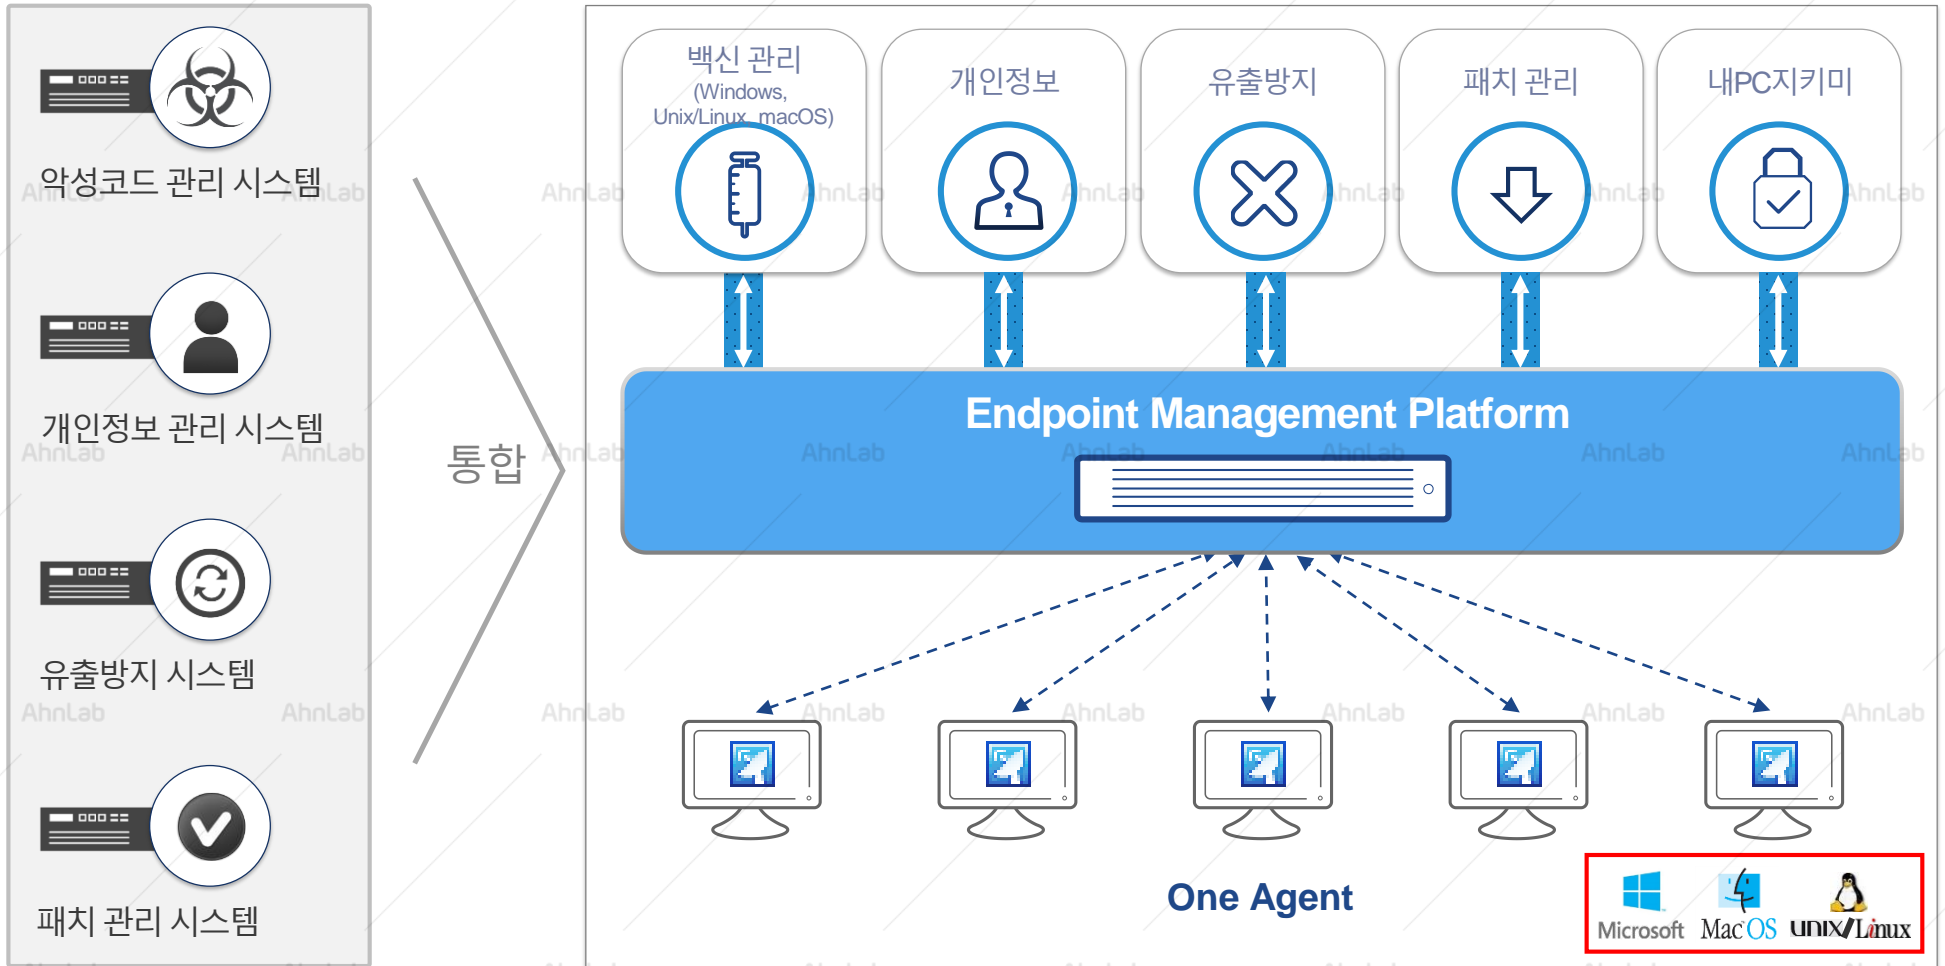 악성코드 관리 시스템
개인정보 관리 시스템
유출방지 시스템
패치 관리 시스템
통합
백신 관리
(Windows,
Unix/Linux, macOS)
개인정보
유출방지
패치 관리
내PC지키미
Endpoint Management Platform
One Agent
Microsoft
Mac OS
UNIX/Linux
AhnLab